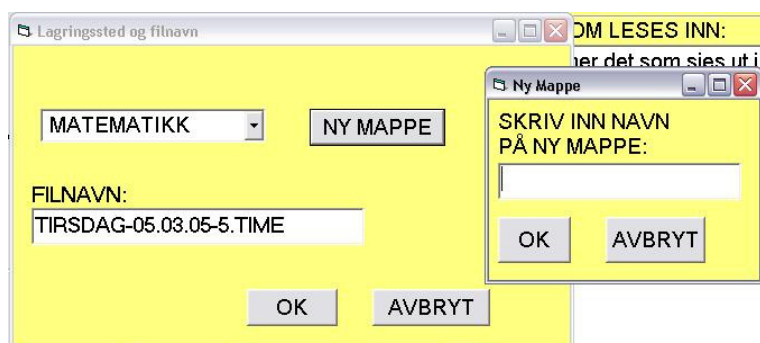 Lagringssted og filnavn
OM LESES INN:
det som sies ut i
MATEMATIKK
NY MAPPE
FILNAVN:
TIRSDAG-05.03.05-5.TIME
OK
AVBRYT
Ny Mappe
SKRIV INN NAVN
PÅ NY MAPPE:
OK
AVBRYT